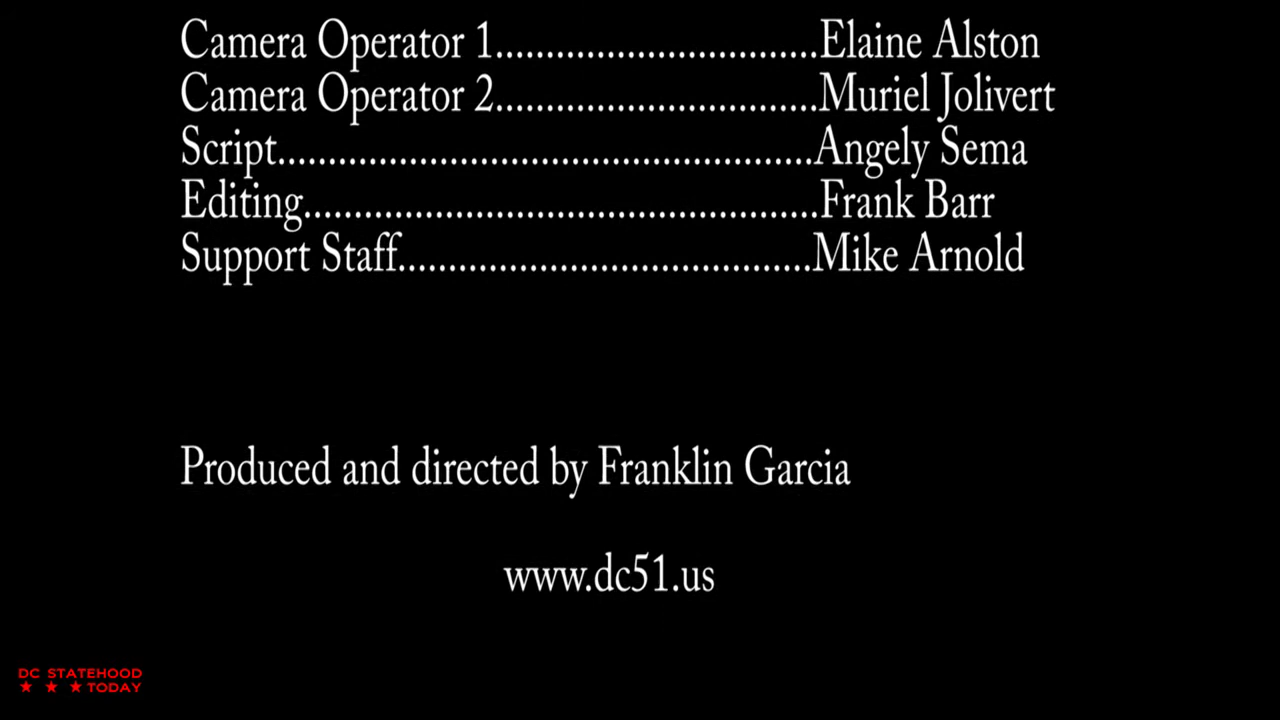 Camera Operator 1................................Elaine Alston
Camera Operator 2................................Muriel Jolivert
Script.....................................................Angely Sema
Editing...................................................Frank Barr
Support Staff.........................................Mike Arnold
Produced and directed by Franklin Garcia
www.dc51.us
DC STATEHOOD
★ ★ ★ TODAY